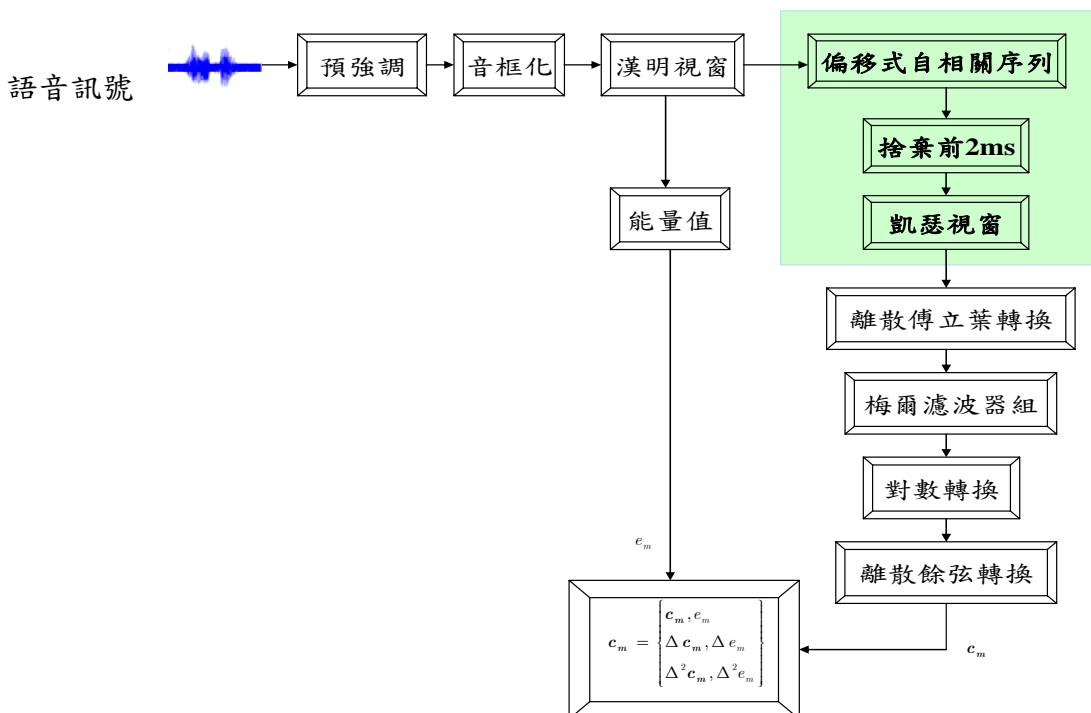 語音訊號
預強調
音框化
漢明視窗
偏移式自相關序列
捨棄前2ms
凱瑟視窗
能量值
離散傅立葉轉換
梅爾濾波器組
對數轉換
離散餘弦轉換
e_m
c_m
c_m = { c_m, e_m
Δ c_m, Δ e_m
Δ²c_m, Δ²e_m }